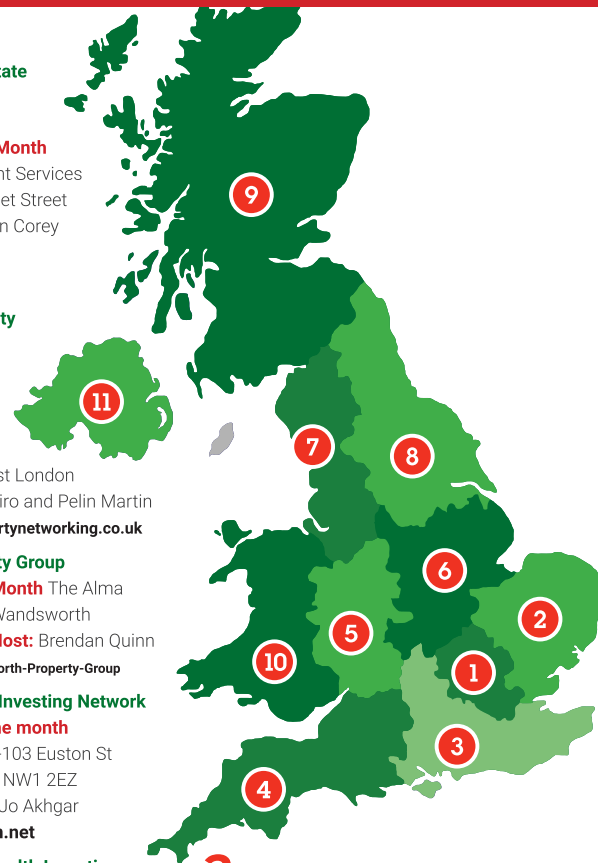 Month
nt Services
et Street
n Corey
ty
st London
iro and Pelin Martin
rtynetworking.co.uk
ty Group
Month The Alma
Wandsworth
Host: Brendan Quinn
orth-Property-Group
Investing Network
ne month
-103 Euston St
NW1 2EZ
Jo Akhgar
n.net
9
11
7
8
6
2
5
10
1
3
4